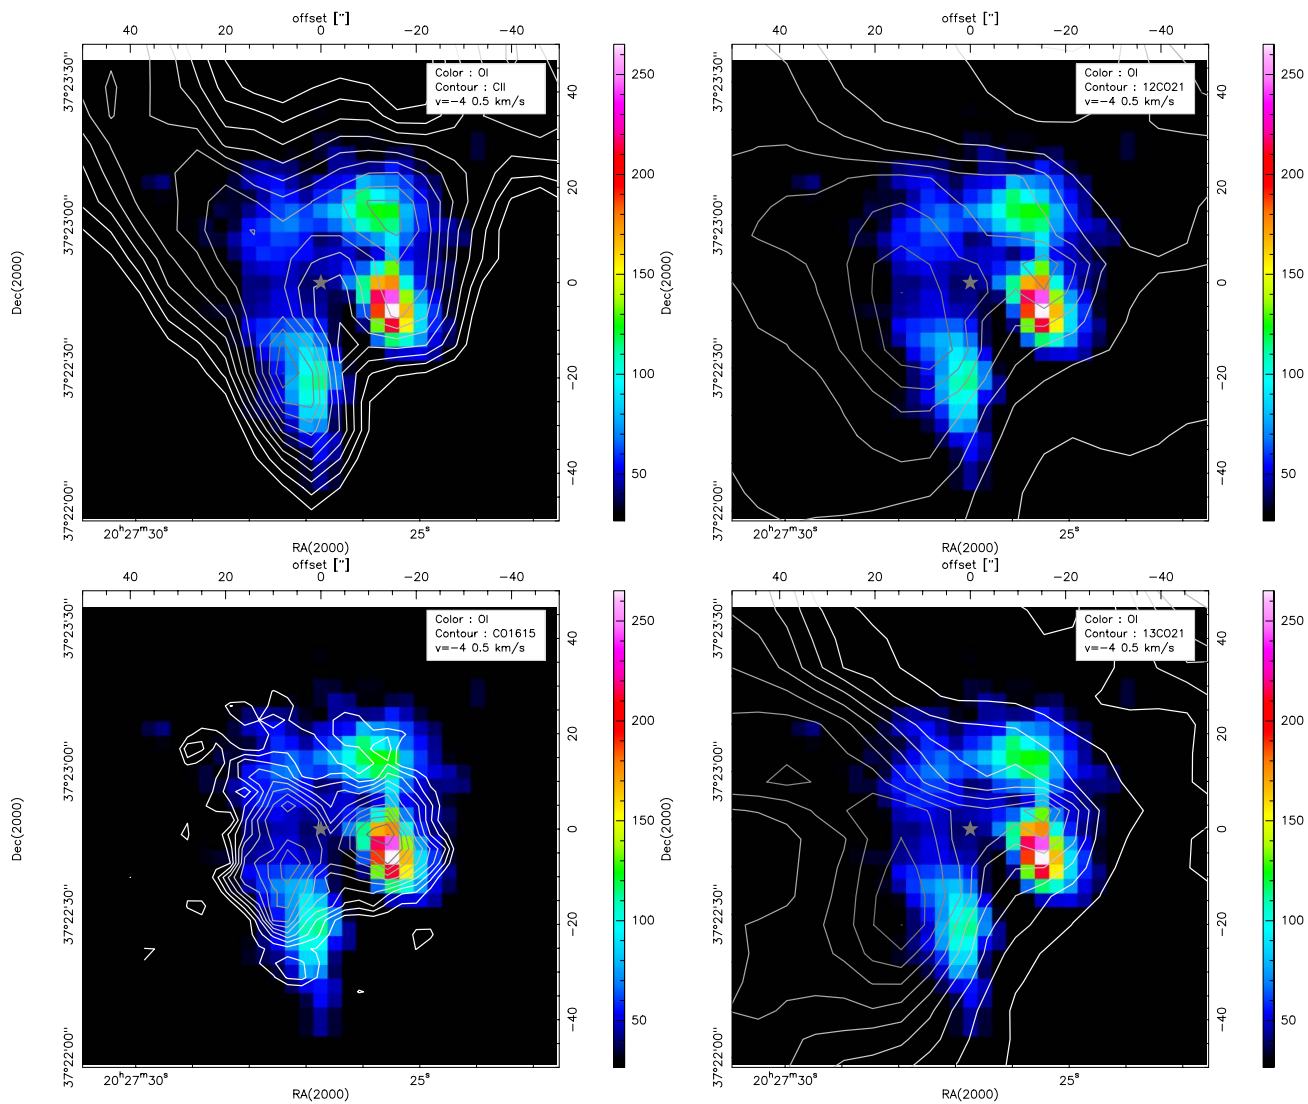 offset ["]
40 20 0 −20 −40
Color : OI
Contour : CII
v=−4 0.5 km/s
Dec(2000)
37°23'30''
37°23'00''
37°22'30''
37°22'00''
40
20
0
−20
−40
250
200
150
100
50
20ʰ27ᵐ30ˢ 25ˢ
RA(2000)
offset ["]
40 20 0 −20 −40
Color : OI
Contour : 12CO21
v=−4 0.5 km/s
Dec(2000)
37°23'30''
37°23'00''
37°22'30''
37°22'00''
40
20
0
−20
−40
250
200
150
100
50
20ʰ27ᵐ30ˢ 25ˢ
RA(2000)
offset ["]
40 20 0 −20 −40
Color : OI
Contour : CO1615
v=−4 0.5 km/s
Dec(2000)
37°23'30''
37°23'00''
37°22'30''
37°22'00''
40
20
0
−20
−40
250
200
150
100
50
20ʰ27ᵐ30ˢ 25ˢ
RA(2000)
offset ["]
40 20 0 −20 −40
Color : OI
Contour : 13CO21
v=−4 0.5 km/s
Dec(2000)
37°23'30''
37°23'00''
37°22'30''
37°22'00''
40
20
0
−20
−40
250
200
150
100
50
20ʰ27ᵐ30ˢ 25ˢ
RA(2000)